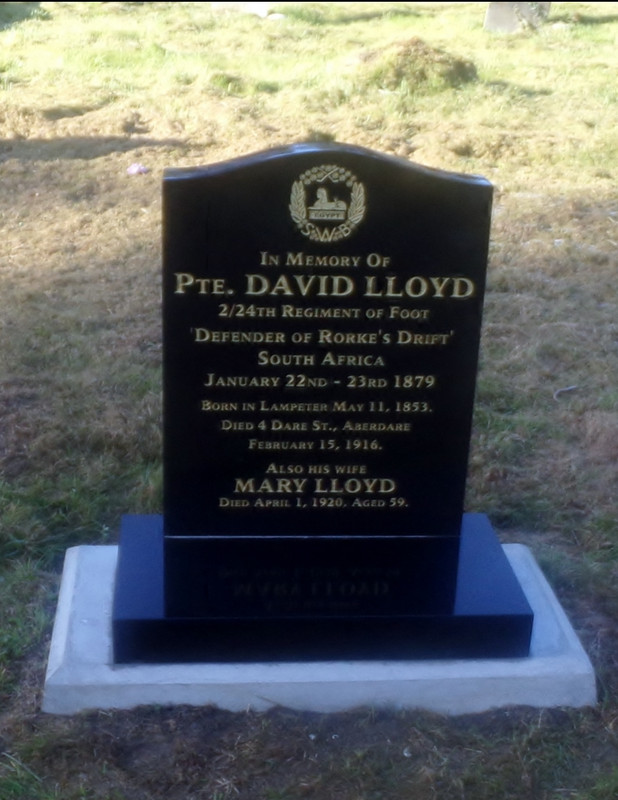 EGYPT
S.W.B
IN MEMORY OF
PTE. DAVID LLOYD
2/24TH REGIMENT OF FOOT
'DEFENDER OF RORKE'S DRIFT'
SOUTH AFRICA
JANUARY 22ND - 23RD 1879
BORN IN LAMPETER MAY 11, 1853.
DIED 4 DARE ST., ABERDARE
FEBRUARY 15, 1916.
ALSO HIS WIFE
MARY LLOYD
DIED APRIL 1, 1920. AGED 59.